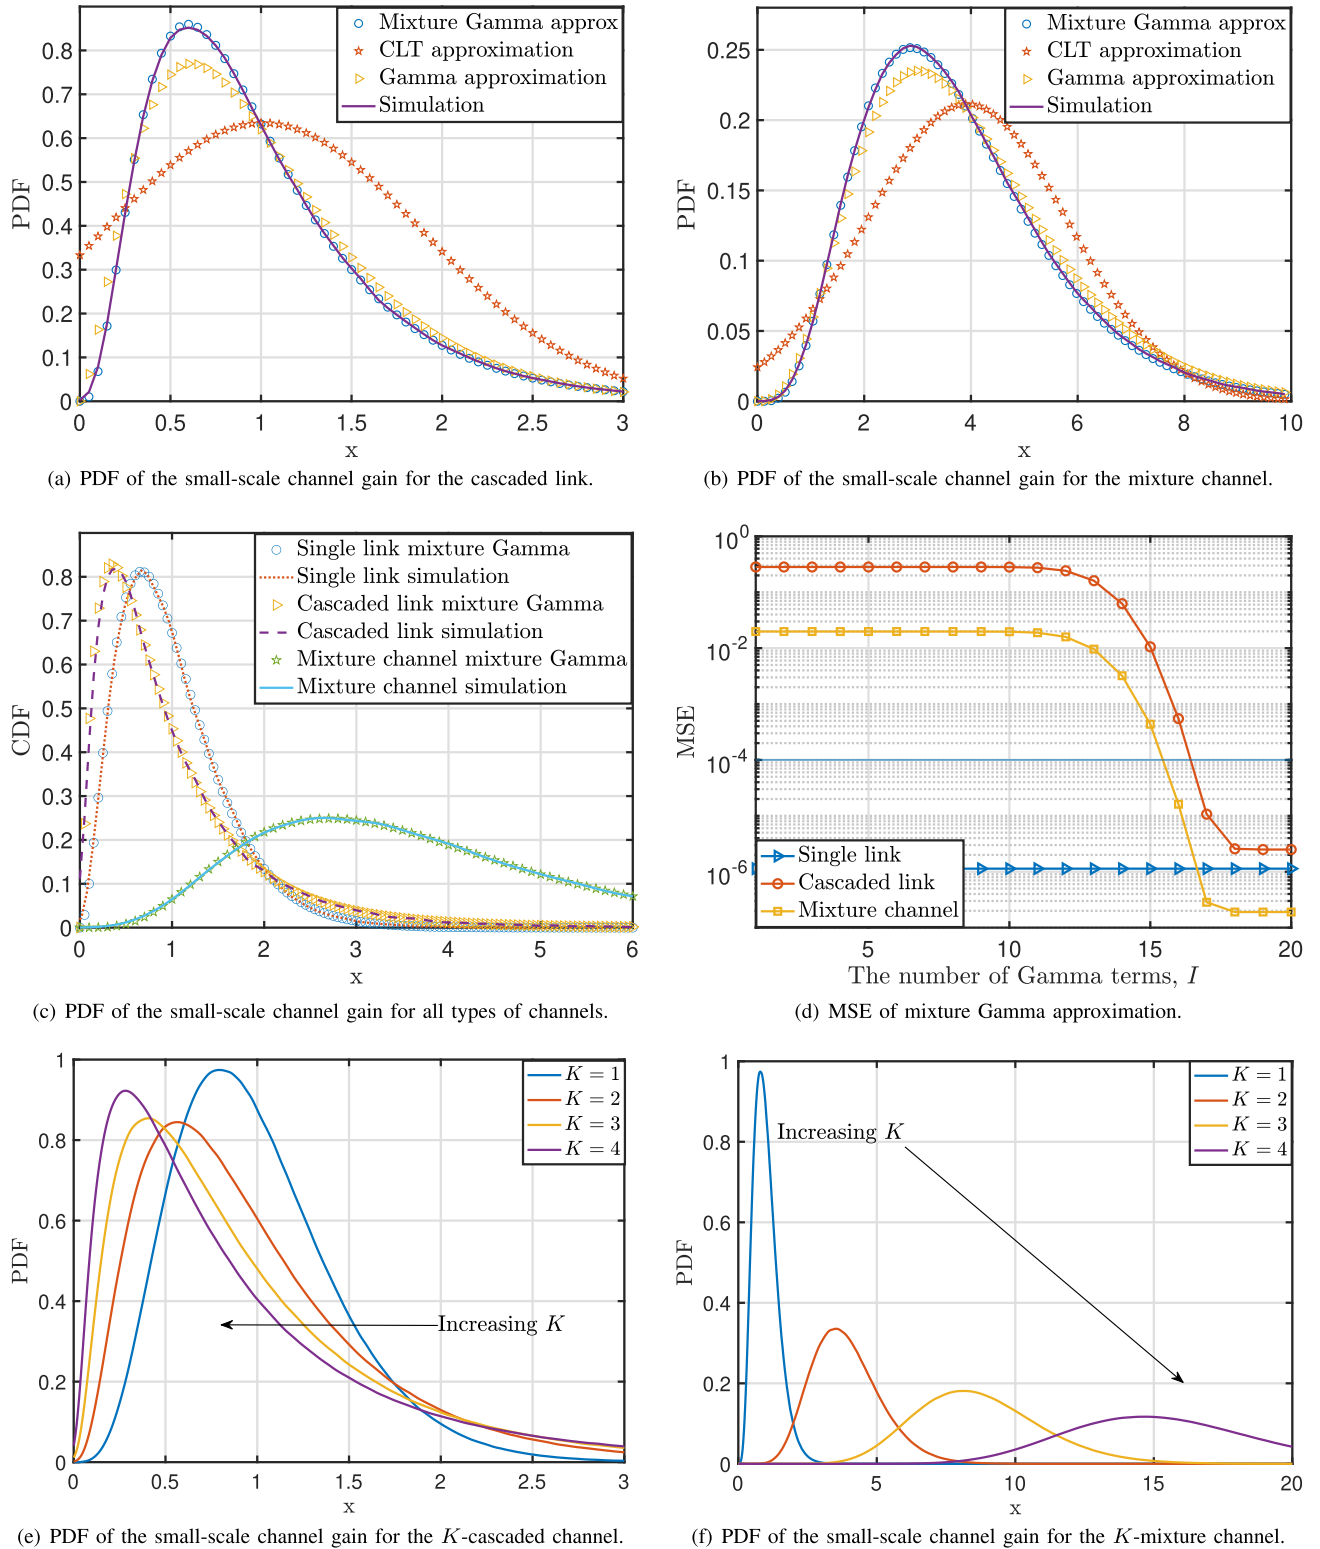 Mixture Gamma approx
CLT approximation
Gamma approximation
Simulation
PDF
0.8
0.7
0.6
0.5
0.4
0.3
0.2
0.1
0
0 0.5 1 1.5 2 2.5 3
x
(a) PDF of the small-scale channel gain for the cascaded link.
Mixture Gamma approx
CLT approximation
Gamma approximation
Simulation
PDF
0.25
0.2
0.15
0.1
0.05
0
0 2 4 6 8 10
x
(b) PDF of the small-scale channel gain for the mixture channel.
Single link mixture Gamma
Single link simulation
Cascaded link mixture Gamma
Cascaded link simulation
Mixture channel mixture Gamma
Mixture channel simulation
CDF
0.8
0.7
0.6
0.5
0.4
0.3
0.2
0.1
0
0 1 2 3 4 5 6
x
(c) PDF of the small-scale channel gain for all types of channels.
MSE
10^0
10^-2
10^-4
10^-6
Single link
Cascaded link
Mixture channel
5 10 15 20
The number of Gamma terms, I
(d) MSE of mixture Gamma approximation.
K = 1
K = 2
K = 3
K = 4
Increasing K
PDF
1
0.8
0.6
0.4
0.2
0
0 0.5 1 1.5 2 2.5 3
x
(e) PDF of the small-scale channel gain for the K-cascaded channel.
K = 1
K = 2
K = 3
K = 4
Increasing K
PDF
1
0.8
0.6
0.4
0.2
0
0 5 10 15 20
x
(f) PDF of the small-scale channel gain for the K-mixture channel.